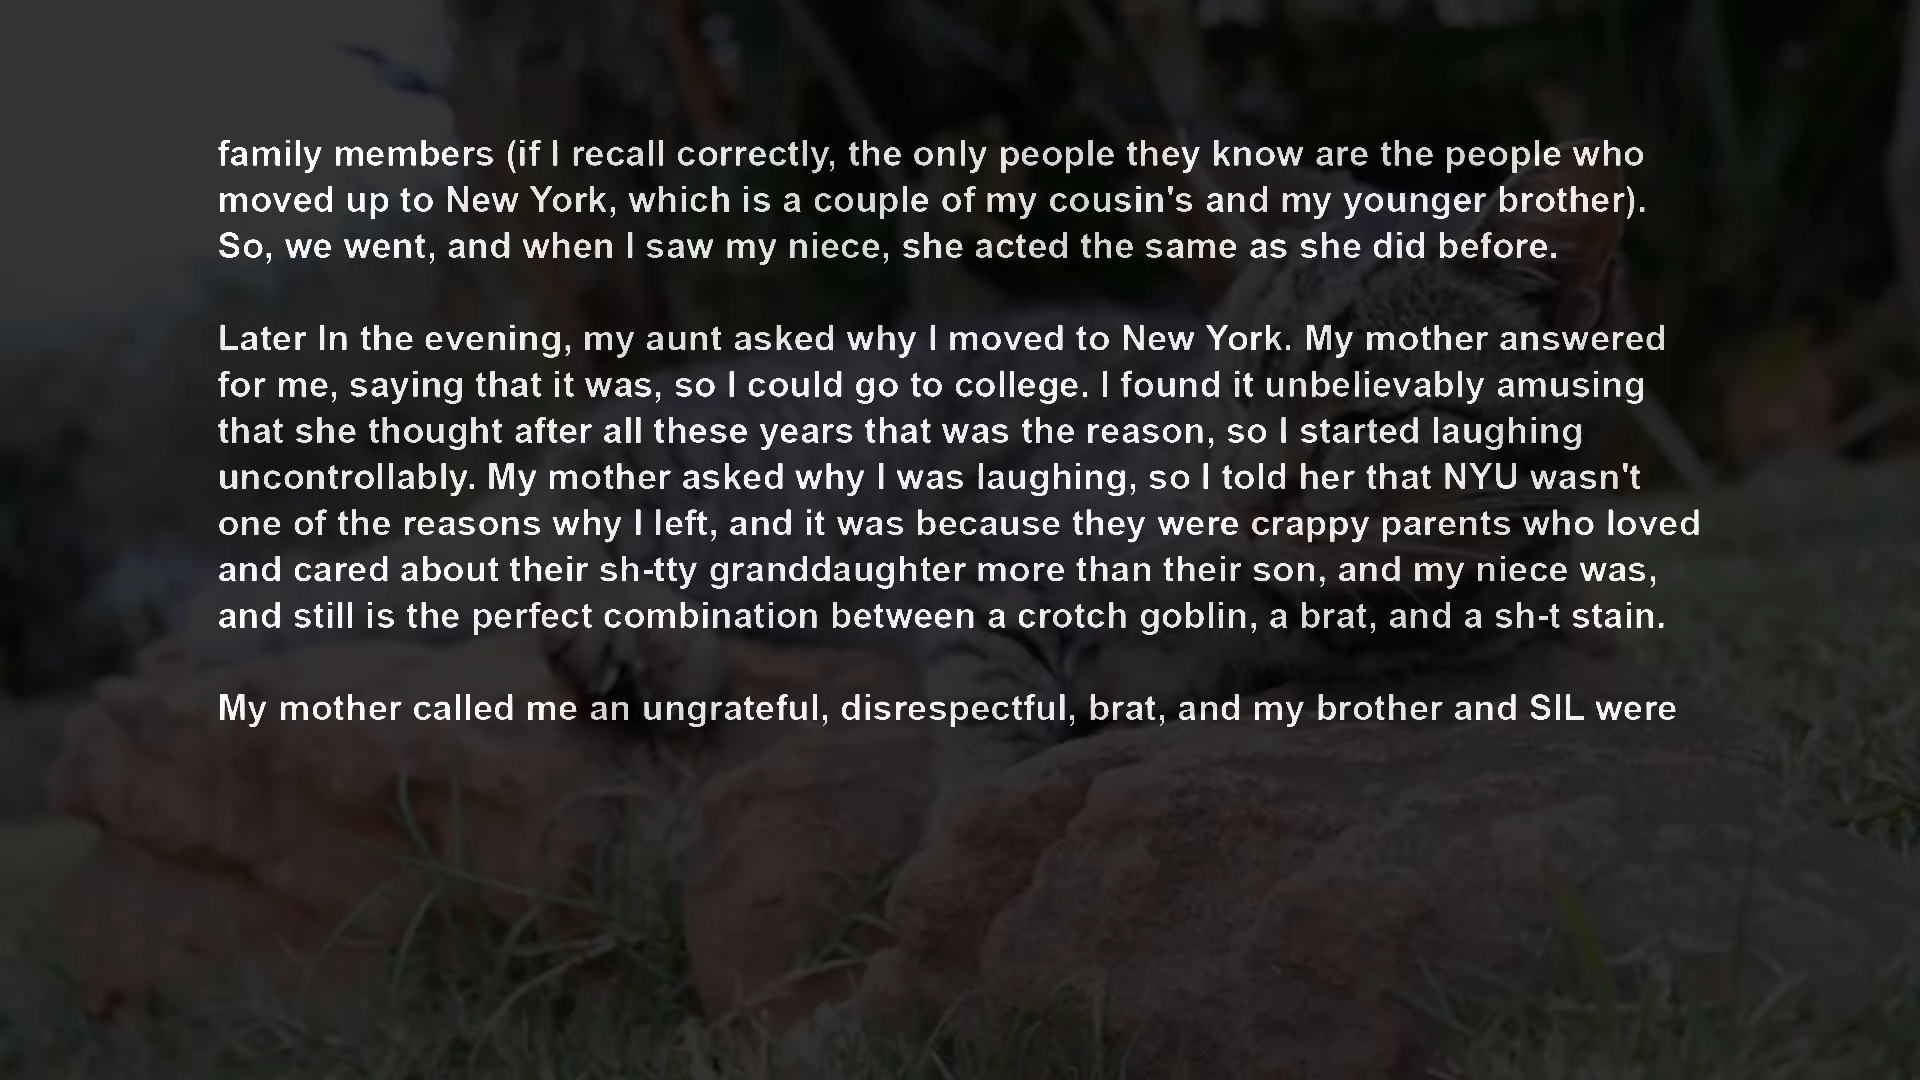 family members (if I recall correctly, the only people they know are the people who
moved up to New York, which is a couple of my cousin's and my younger brother).
So, we went, and when I saw my niece, she acted the same as she did before.
Later In the evening, my aunt asked why I moved to New York. My mother answered
for me, saying that it was, so I could go to college. I found it unbelievably amusing
that she thought after all these years that was the reason, so I started laughing
uncontrollably. My mother asked why I was laughing, so I told her that NYU wasn't
one of the reasons why I left, and it was because they were crappy parents who loved
and cared about their sh-tty granddaughter more than their son, and my niece was,
and still is the perfect combination between a crotch goblin, a brat, and a sh-t stain.
My mother called me an ungrateful, disrespectful, brat, and my brother and SIL were